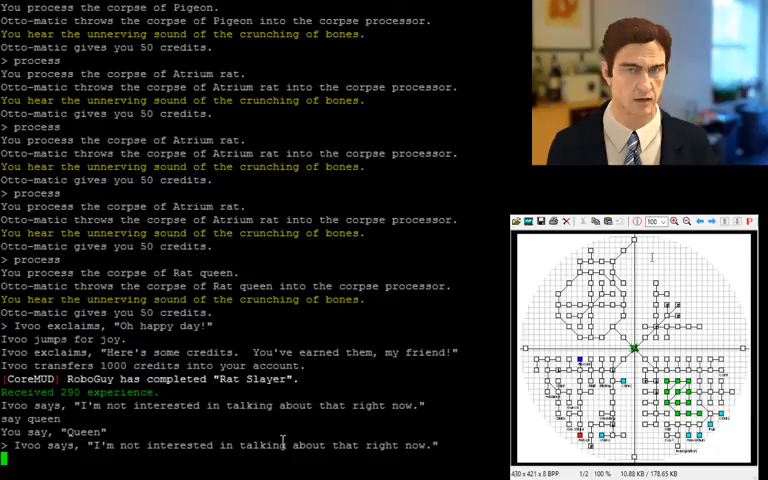 You process the corpse of Pigeon.
Otto-matic throws the corpse of Pigeon into the corpse processor.
You hear the unnerving sound of the crunching of bones.
Otto-matic gives you 50 credits.
> process
You process the corpse of Atrium rat.
Otto-matic throws the corpse of Atrium rat into the corpse processor.
You hear the unnerving sound of the crunching of bones.
Otto-matic gives you 50 credits.
> process
You process the corpse of Atrium rat.
Otto-matic throws the corpse of Atrium rat into the corpse processor.
You hear the unnerving sound of the crunching of bones.
Otto-matic gives you 50 credits.
> process
You process the corpse of Atrium rat.
Otto-matic throws the corpse of Atrium rat into the corpse processor.
You hear the unnerving sound of the crunching of bones.
Otto-matic gives you 50 credits.
> process
You process the corpse of Rat queen.
Otto-matic throws the corpse of Rat queen into the corpse processor.
You hear the unnerving sound of the crunching of bones.
Otto-matic gives you 50 credits.
> Ivoo exclaims, "Oh happy day!"
Ivoo jumps for joy.
Ivoo exclaims, "Here's some credits.  You've earned them, my friend!"
Ivoo transfers 1000 credits into your account.
[CoreMUD] RoboGuy has completed "Rat Slayer".
Received 290 experience.
Ivoo says, "I'm not interested in talking about that right now."
say queen
You say, "Queen"
> Ivoo says, "I'm not interested in talking about that right now."
100
P
430 x 421 x 8 BPP
1/2
100 %
10.88 KB / 178.65 KB